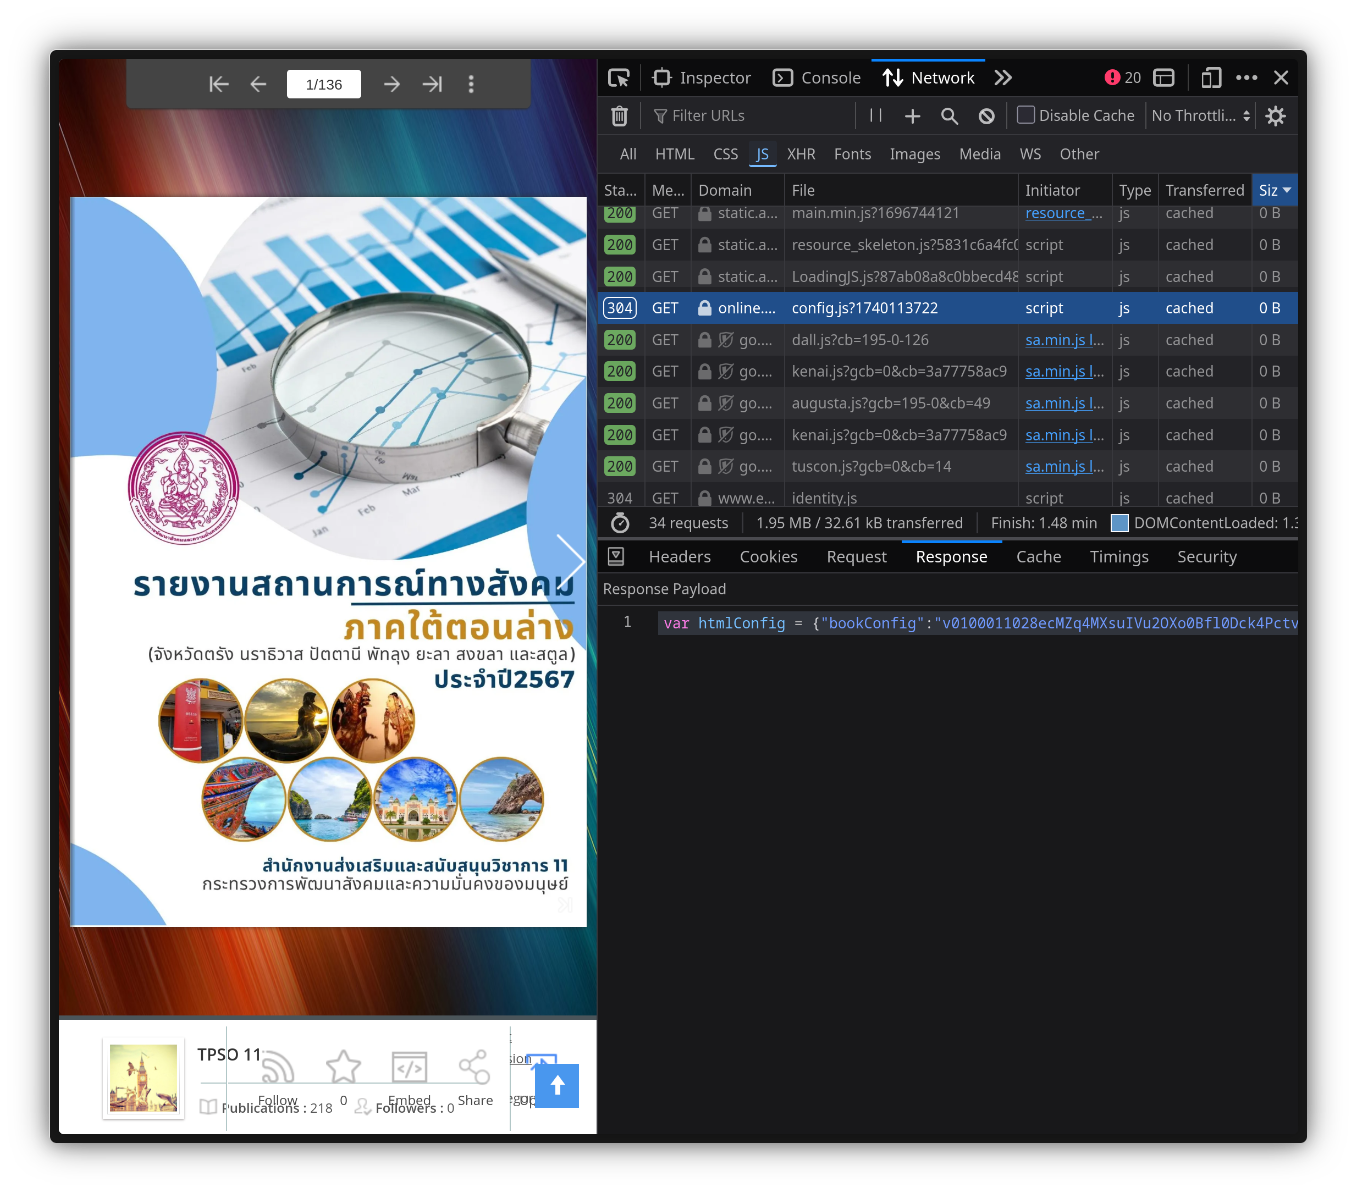 1/136
Inspector
Console
Network
20
Filter URLs
Disable Cache
No Throttli...
All HTML CSS JS XHR Fonts Images Media WS Other
Sta... Me... Domain File Initiator Type Transferred Siz
200 GET static.a... main.min.js?1696744121 resource_... js cached 0 B
200 GET static.a... resource_skeleton.js?5831c6a4fc0 script js cached 0 B
200 GET static.a... LoadingJS.js?87ab08a8c0bbecd48 script js cached 0 B
304 GET online.... config.js?1740113722 script js cached 0 B
200 GET go.... dall.js?cb=195-0-126 sa.min.js l... js cached 0 B
200 GET go.... kenai.js?gcb=0&cb=3a77758ac9 sa.min.js l... js cached 0 B
200 GET go.... augusta.js?gcb=195-0&cb=49 sa.min.js l... js cached 0 B
200 GET go.... kenai.js?gcb=0&cb=3a77758ac9 sa.min.js l... js cached 0 B
200 GET go.... tuscon.js?gcb=0&cb=14 sa.min.js l... js cached 0 B
304 GET www.e... identity.js script js cached 0 B
34 requests 1.95 MB / 32.61 kB transferred Finish: 1.48 min DOMContentLoaded: 1.3
Headers Cookies Request Response Cache Timings Security
Response Payload
1 var htmlConfig = {"bookConfig":"v0100011028ecMZq4MXsuIVu2OXo0Bfl0Dck4Pctv
Feb
Jan
Feb
Mar
รายงานสถานการณ์ทางสังคม
ภาคใต้ตอนล่าง
(จังหวัดตรัง นราธิวาส ปัตตานี พัทลุง ยะลา สงขลา และสตูล)
ประจำปี2567
สำนักงานส่งเสริมและสนับสนุนวิชาการ 11
กระทรวงการพัฒนาสังคมและความมั่นคงของมนุษย์
TPSO 11
Follow
0
Embed
Share
Publications : 218
Followers : 0